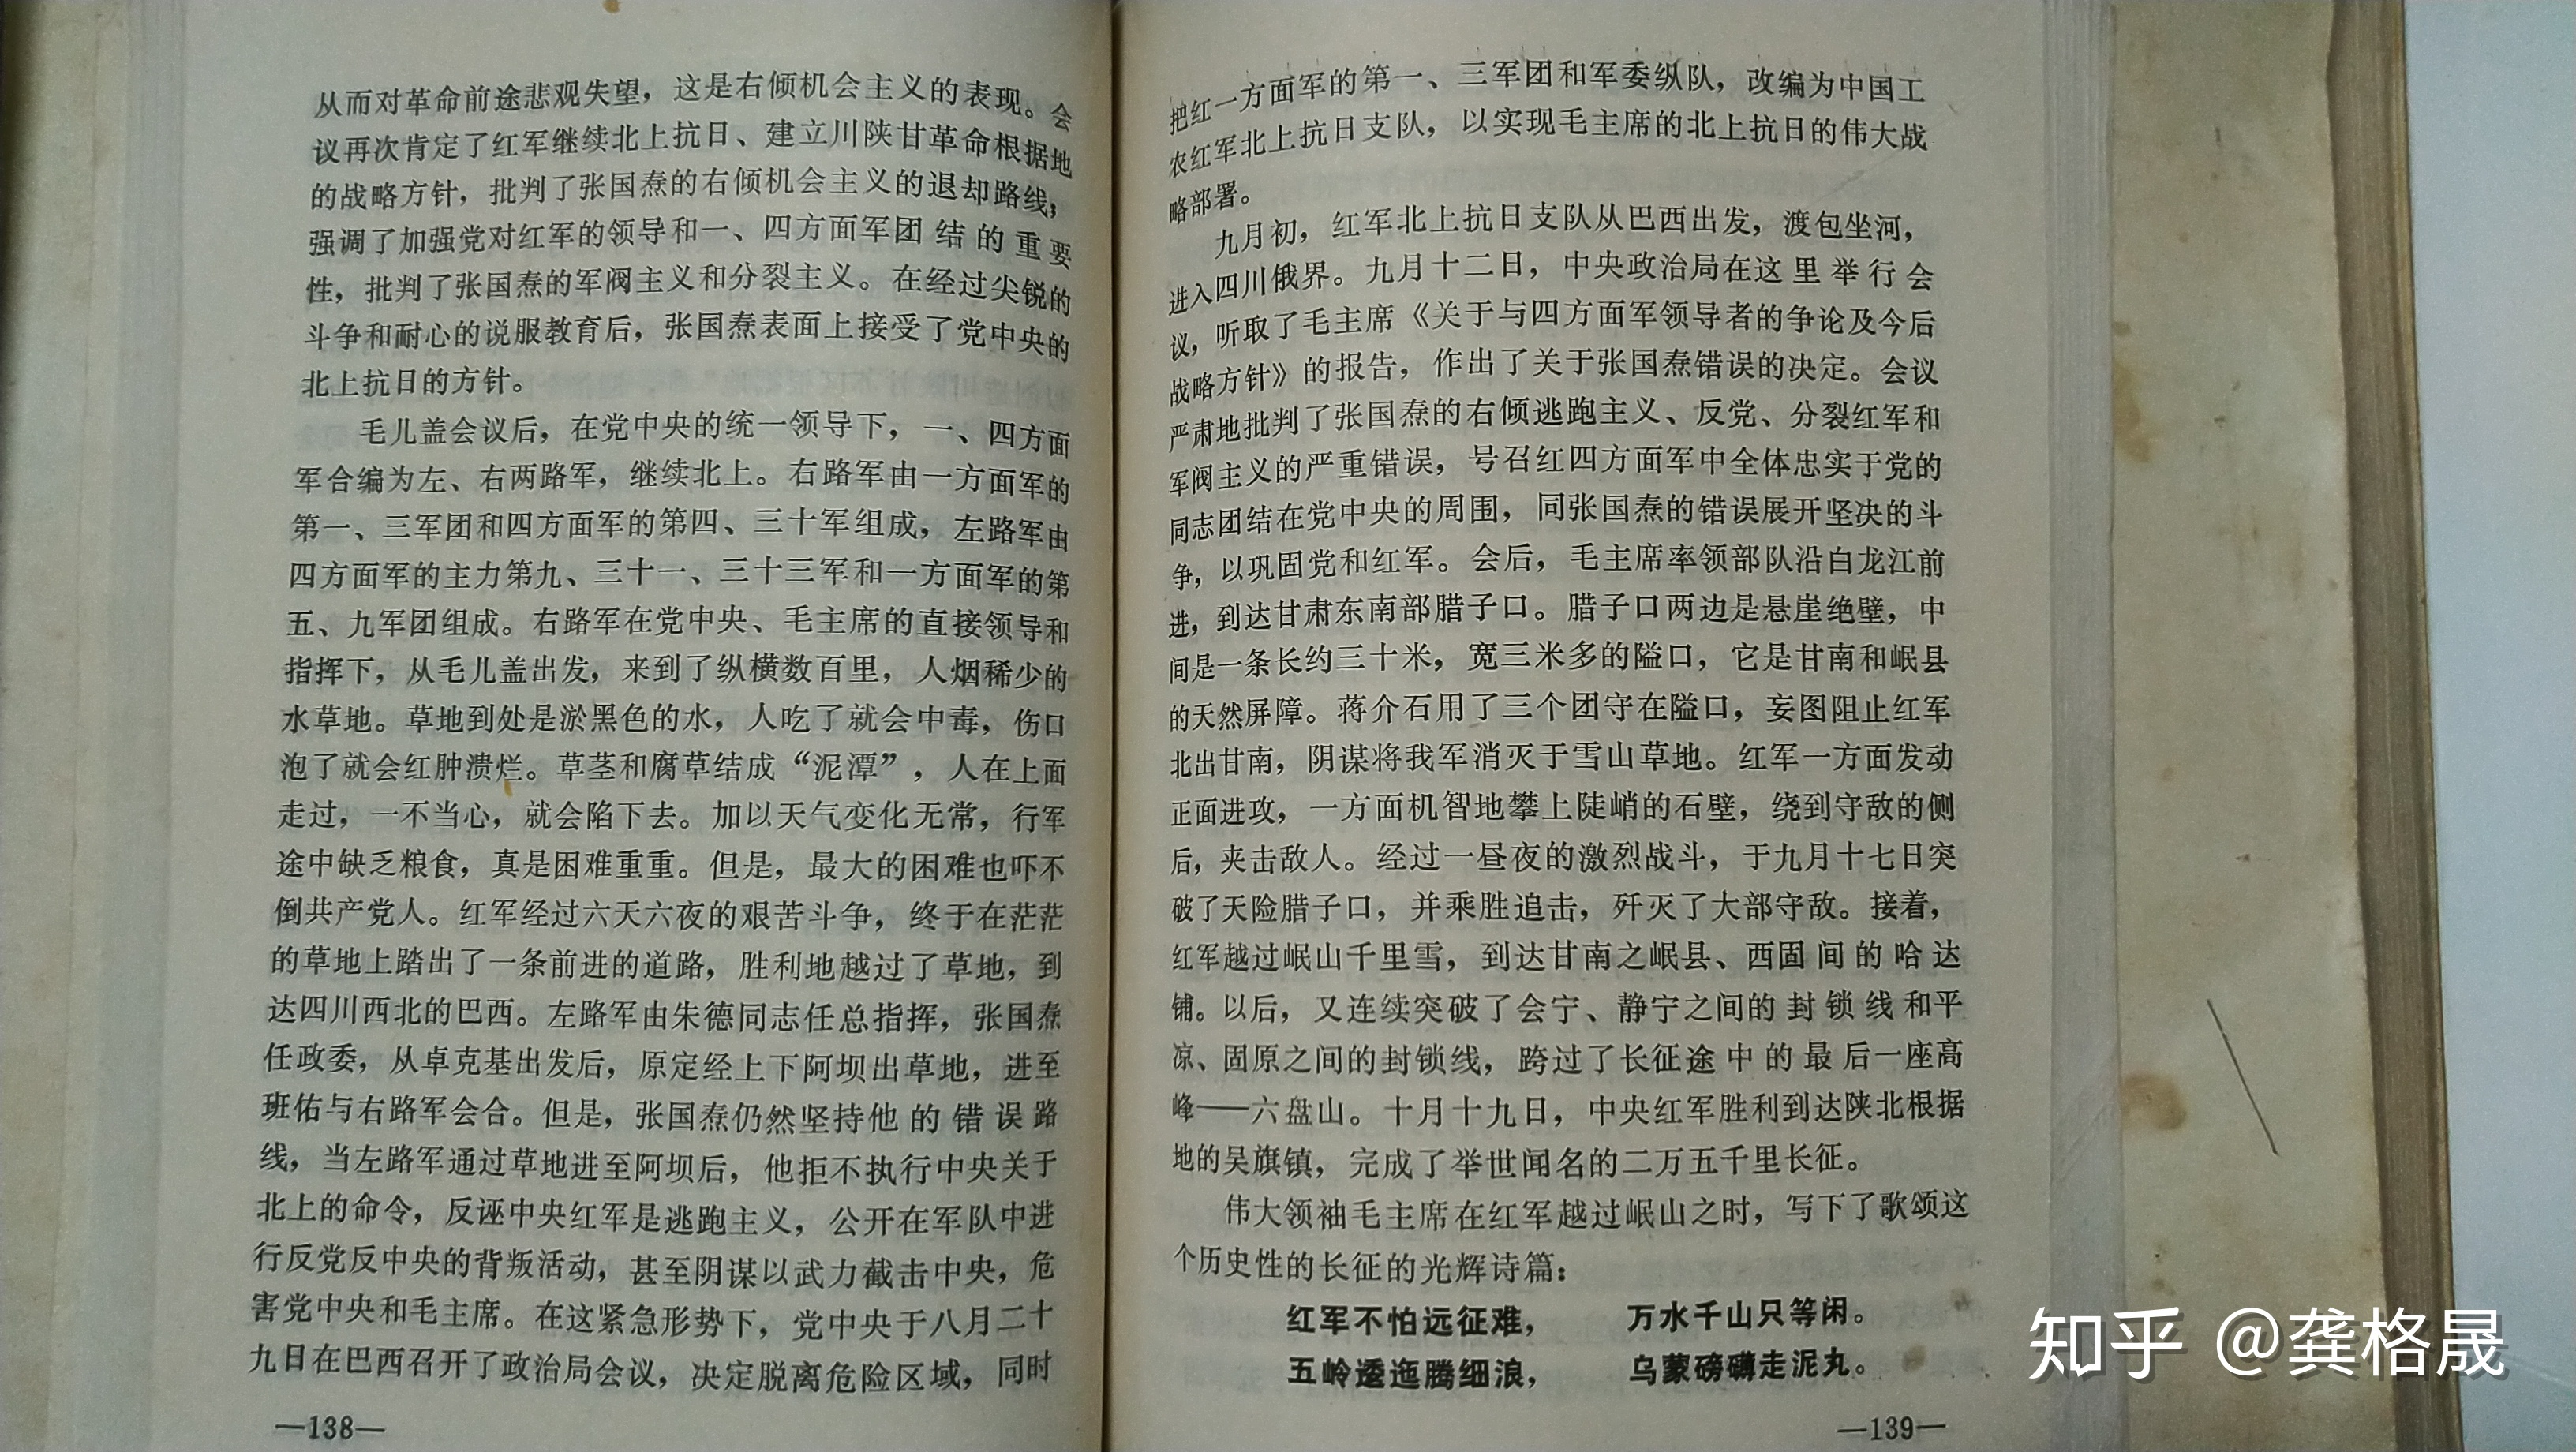 从而对革命前途悲观失望，这是右倾机会主义的表现。会
议再次肯定了红军继续北上抗日、建立川陕甘革命根据地
的战略方针，批判了张国焘的右倾机会主义的退却路线，
强调了加强党对红军的领导和一、四方面军团结的重要
性，批判了张国焘的军阀主义和分裂主义。在经过尖锐的
斗争和耐心的说服教育后，张国焘表面上接受了党中央的
北上抗日的方针。
毛儿盖会议后，在党中央的统一领导下，一、四方面
军合编为左、右两路军，继续北上。右路军由一方面军的
第一、三军团和四方面军的第四、三十军组成，左路军由
四方面军的主力第九、三十一、三十三军和一方面军的第
五、九军团组成。右路军在党中央、毛主席的直接领导和
指挥下，从毛儿盖出发，来到了纵横数百里，人烟稀少的
水草地。草地到处是淤黑色的水，人吃了就会中毒，伤口
泡了就会红肿溃烂。草茎和腐草结成“泥潭”，人在上面
走过，一不当心，就会陷下去。加以天气变化无常，行军
途中缺乏粮食，真是困难重重。但是，最大的困难也吓不
倒共产党人。红军经过六天六夜的艰苦斗争，终于在茫茫
的草地上踏出了一条前进的道路，胜利地越过了草地，到
达四川西北的巴西。左路军由朱德同志任总指挥，张国焘
任政委，从卓克基出发后，原定经上下阿坝出草地，进至
班佑与右路军会合。但是，张国焘仍然坚持他的错误路
线，当左路军通过草地进至阿坝后，他拒不执行中央关于
北上的命令，反诬中央红军是逃跑主义，公开在军队中进
行反党反中央的背叛活动，甚至阴谋以武力截击中央，危
害党中央和毛主席。在这紧急形势下，党中央于八月二十
九日在巴西召开了政治局会议，决定脱离危险区域，同时
—138—
把红一方面军的第一、三军团和军委纵队，改编为中国工
农红军北上抗日支队，以实现毛主席的北上抗日的伟大战
略部署。
九月初，红军北上抗日支队从巴西出发，渡包坐河，
进入四川俄界。九月十二日，中央政治局在这里举行会
议，听取了毛主席《关于与四方面军领导者的争论及今后
战略方针》的报告，作出了关于张国焘错误的决定。会议
严肃地批判了张国焘的右倾逃跑主义、反党、分裂红军和
军阀主义的严重错误，号召红四方面军中全体忠实于党的
同志团结在党中央的周围，同张国焘的错误展开坚决的斗
争，以巩固党和红军。会后，毛主席率领部队沿白龙江前
进，到达甘肃东南部腊子口。腊子口两边是悬崖绝壁，中
间是一条长约三十米，宽三米多的隘口，它是甘南和岷县
的天然屏障。蒋介石用了三个团守在隘口，妄图阻止红军
北出甘南，阴谋将我军消灭于雪山草地。红军一方面发动
正面进攻，一方面机智地攀上陡峭的石壁，绕到守敌的侧
后，夹击敌人。经过一昼夜的激烈战斗，于九月十七日突
破了天险腊子口，并乘胜追击，歼灭了大部守敌。接着，
红军越过岷山千里雪，到达甘南之岷县、西固间的哈达
铺。以后，又连续突破了会宁、静宁之间的封锁线和平
凉、固原之间的封锁线，跨过了长征途中的最后一座高
峰——六盘山。十月十九日，中央红军胜利到达陕北根据
地的吴旗镇，完成了举世闻名的二万五千里长征。
伟大领袖毛主席在红军越过岷山之时，写下了歌颂这
个历史性的长征的光辉诗篇：
红军不怕远征难，　　万水千山只等闲。
五岭逶迤腾细浪，　　乌蒙磅礴走泥丸。
—139—
知乎 @龚格晟